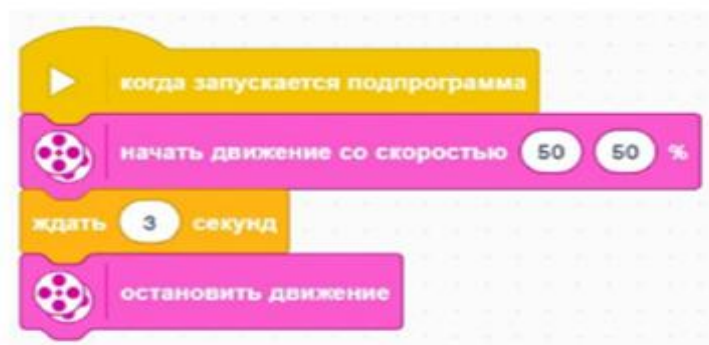 когда запускается подпрограмма
начать движение со скоростью 50 50 %
ждать 3 секунд
остановить движение